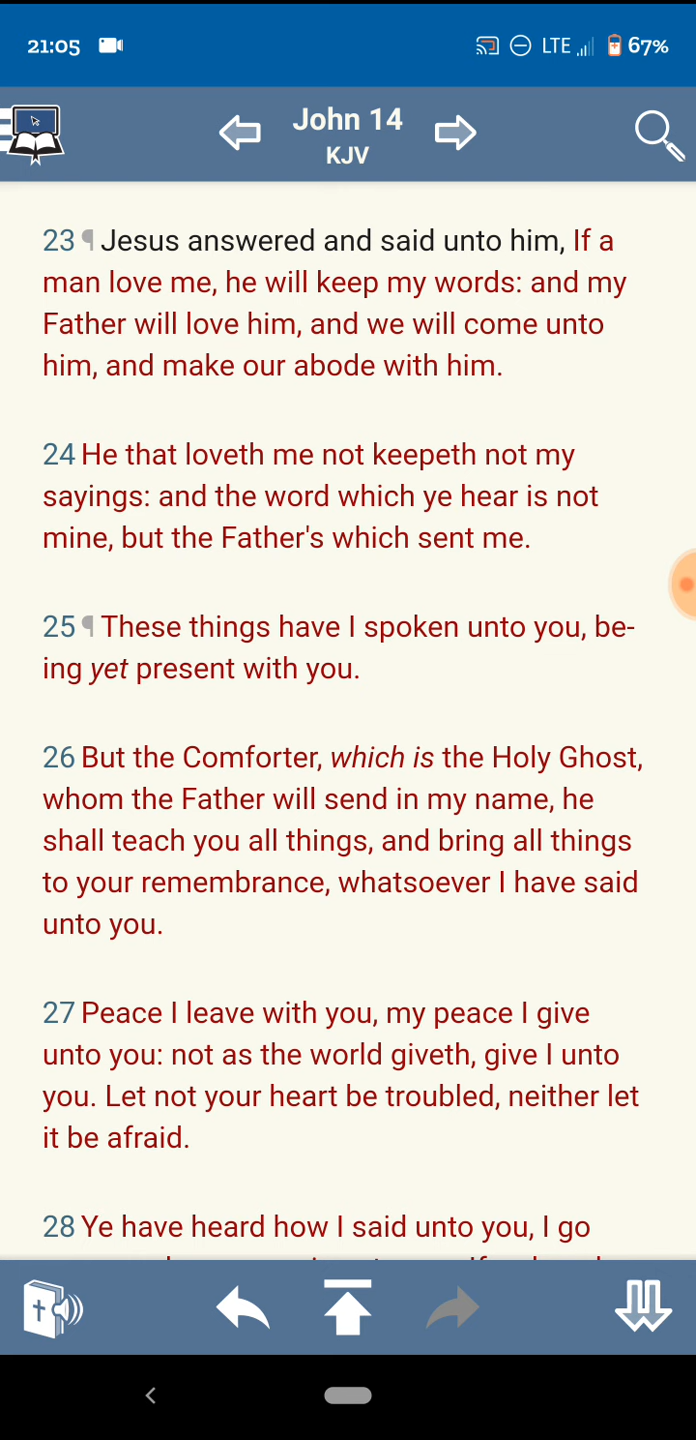 21:05
LTE
67%
John 14
KJV
23 ¶ Jesus answered and said unto him, If a
man love me, he will keep my words: and my
Father will love him, and we will come unto
him, and make our abode with him.
24 He that loveth me not keepeth not my
sayings: and the word which ye hear is not
mine, but the Father's which sent me.
25 ¶ These things have I spoken unto you, be-
ing yet present with you.
26 But the Comforter, which is the Holy Ghost,
whom the Father will send in my name, he
shall teach you all things, and bring all things
to your remembrance, whatsoever I have said
unto you.
27 Peace I leave with you, my peace I give
unto you: not as the world giveth, give I unto
you. Let not your heart be troubled, neither let
it be afraid.
28 Ye have heard how I said unto you, I go